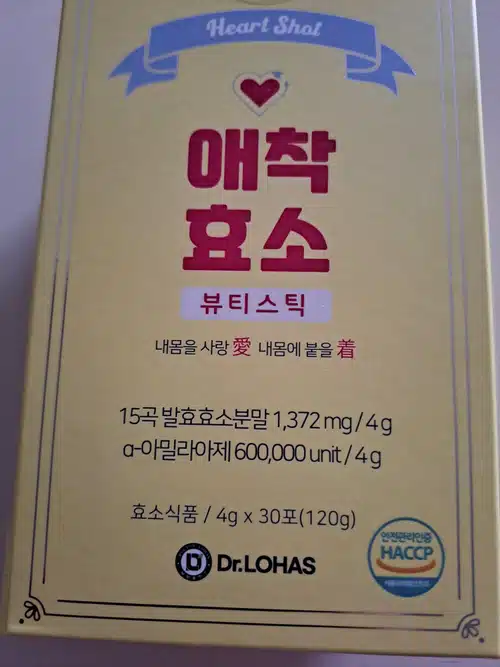 Heart Shot
애착
효소
뷰티스틱
내몸을 사랑 愛 내몸에 붙을 着
15곡 발효효소분말 1,372 mg / 4 g
α-아밀라아제 600,000 unit / 4 g
효소식품 / 4g x 30포(120g)
Dr.LOHAS
안전관리인증
HACCP